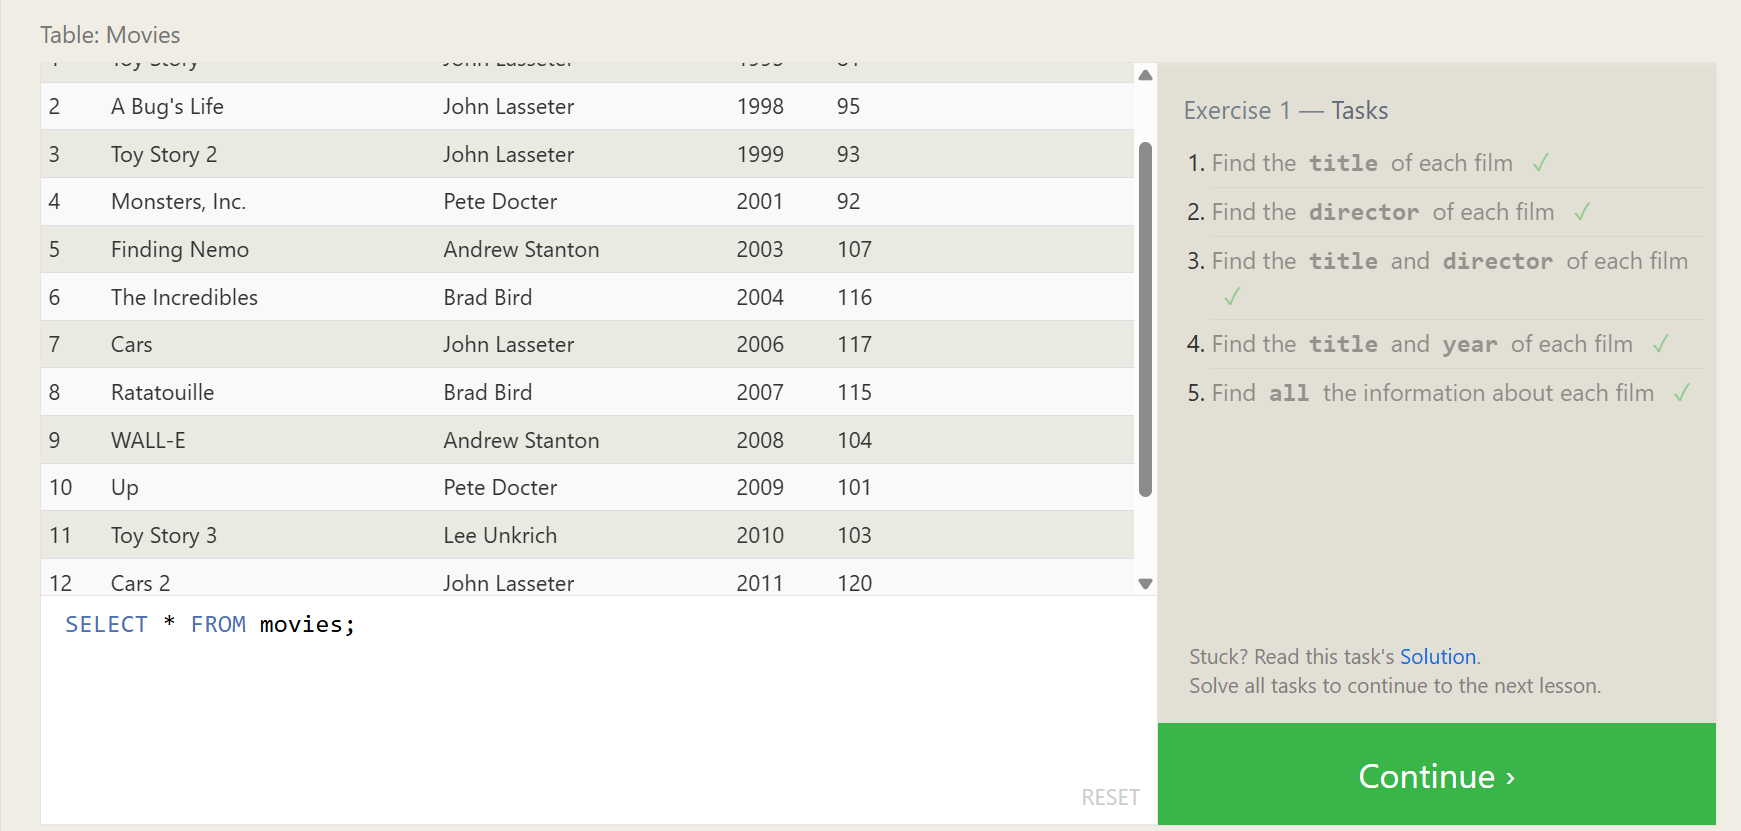 Table: Movies
1 Toy Story John Lasseter 1995 81
2 A Bug's Life John Lasseter 1998 95
3 Toy Story 2 John Lasseter 1999 93
4 Monsters, Inc. Pete Docter 2001 92
5 Finding Nemo Andrew Stanton 2003 107
6 The Incredibles Brad Bird 2004 116
7 Cars John Lasseter 2006 117
8 Ratatouille Brad Bird 2007 115
9 WALL-E Andrew Stanton 2008 104
10 Up Pete Docter 2009 101
11 Toy Story 3 Lee Unkrich 2010 103
12 Cars 2 John Lasseter 2011 120
SELECT * FROM movies;
RESET
Exercise 1 — Tasks
1. Find the title of each film ✓
2. Find the director of each film ✓
3. Find the title and director of each film
✓
4. Find the title and year of each film ✓
5. Find all the information about each film ✓
Stuck? Read this task's Solution.
Solve all tasks to continue to the next lesson.
Continue ›